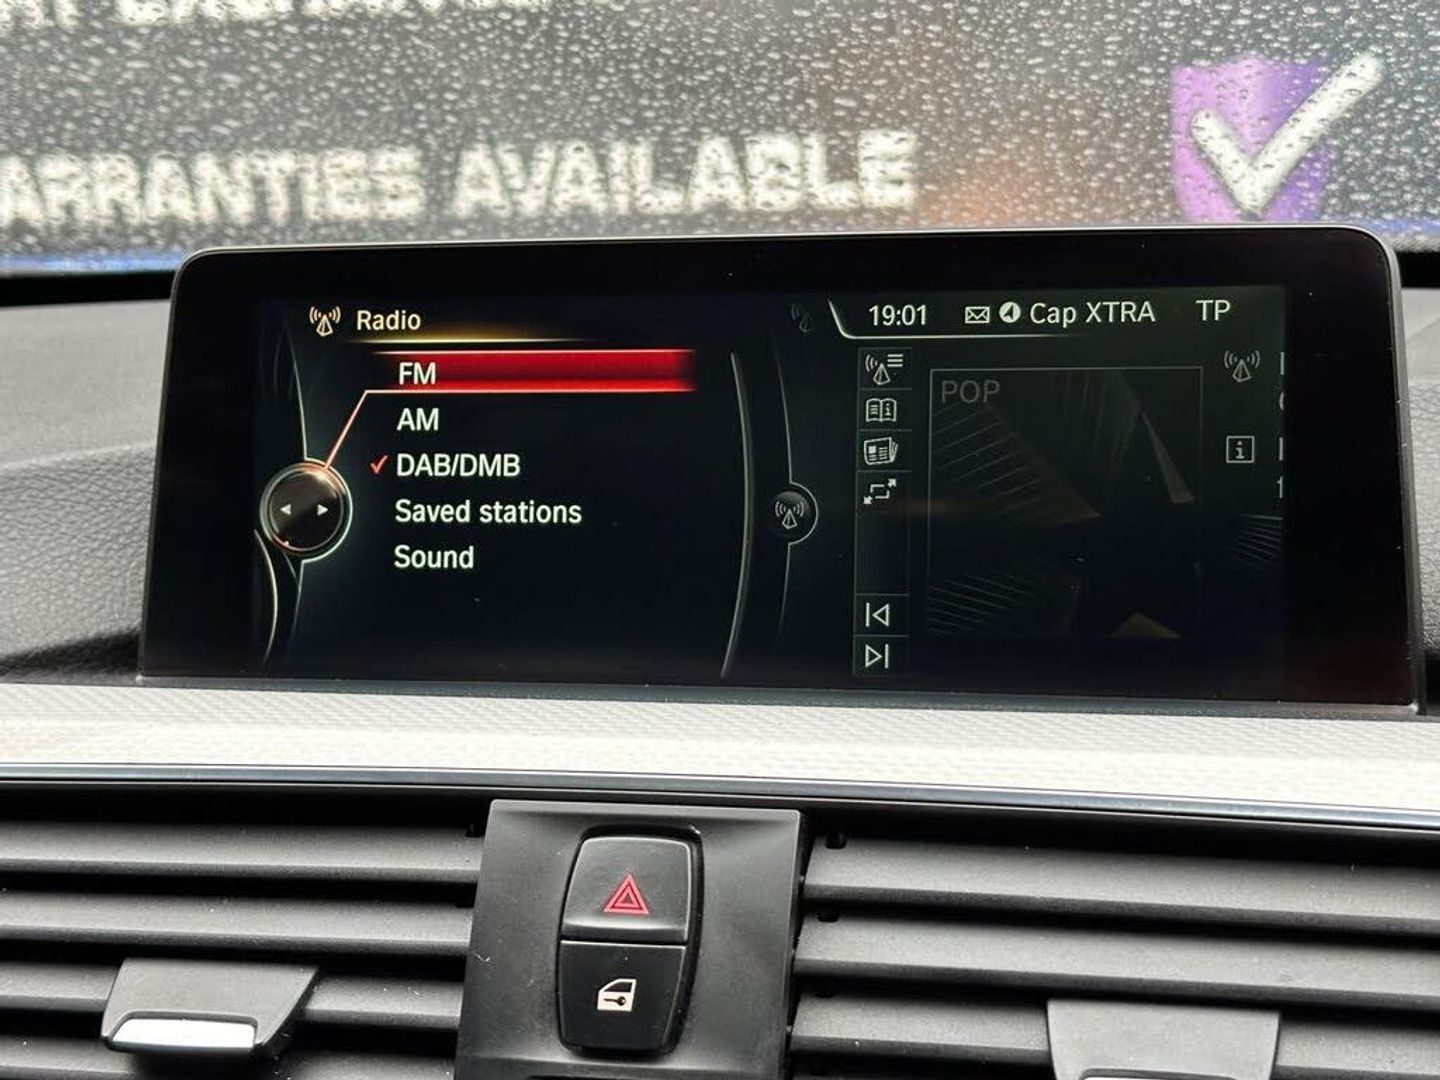 ARRANTIES AVAILABLE
Radio
19:01
Cap XTRA
TP
FM
AM
DAB/DMB
Saved stations
Sound
POP